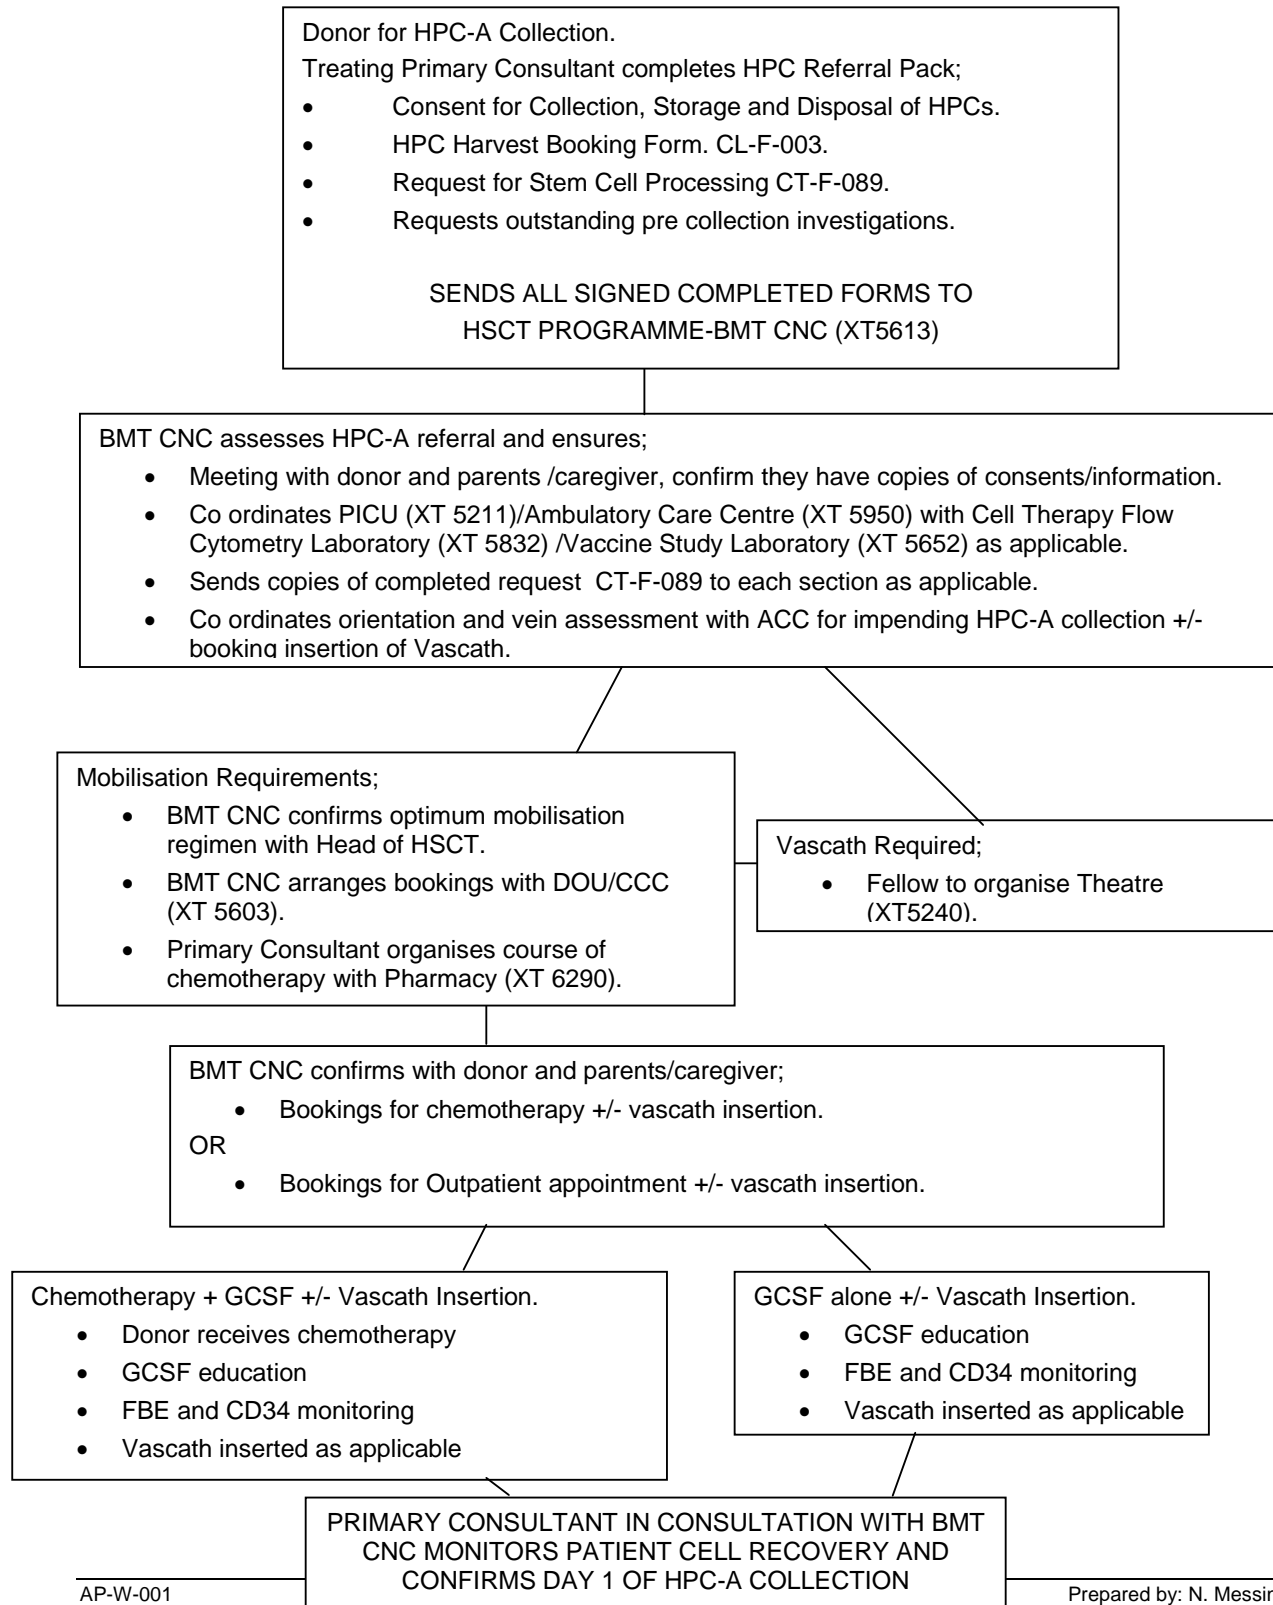 Donor for HPC-A Collection.
Treating Primary Consultant completes HPC Referral Pack;
• Consent for Collection, Storage and Disposal of HPCs.
• HPC Harvest Booking Form. CL-F-003.
• Request for Stem Cell Processing CT-F-089.
• Requests outstanding pre collection investigations.
SENDS ALL SIGNED COMPLETED FORMS TO
HSCT PROGRAMME-BMT CNC (XT5613)
BMT CNC assesses HPC-A referral and ensures;
• Meeting with donor and parents /caregiver, confirm they have copies of consents/information.
• Co ordinates PICU (XT 5211)/Ambulatory Care Centre (XT 5950) with Cell Therapy Flow
Cytometry Laboratory (XT 5832) /Vaccine Study Laboratory (XT 5652) as applicable.
• Sends copies of completed request CT-F-089 to each section as applicable.
• Co ordinates orientation and vein assessment with ACC for impending HPC-A collection +/-
booking insertion of Vascath.
Mobilisation Requirements;
• BMT CNC confirms optimum mobilisation
regimen with Head of HSCT.
• BMT CNC arranges bookings with DOU/CCC
(XT 5603).
• Primary Consultant organises course of
chemotherapy with Pharmacy (XT 6290).
Vascath Required;
• Fellow to organise Theatre
(XT5240).
BMT CNC confirms with donor and parents/caregiver;
• Bookings for chemotherapy +/- vascath insertion.
OR
• Bookings for Outpatient appointment +/- vascath insertion.
Chemotherapy + GCSF +/- Vascath Insertion.
• Donor receives chemotherapy
• GCSF education
• FBE and CD34 monitoring
• Vascath inserted as applicable
GCSF alone +/- Vascath Insertion.
• GCSF education
• FBE and CD34 monitoring
• Vascath inserted as applicable
PRIMARY CONSULTANT IN CONSULTATION WITH BMT
CNC MONITORS PATIENT CELL RECOVERY AND
CONFIRMS DAY 1 OF HPC-A COLLECTION
AP-W-001
Prepared by: N. Messin